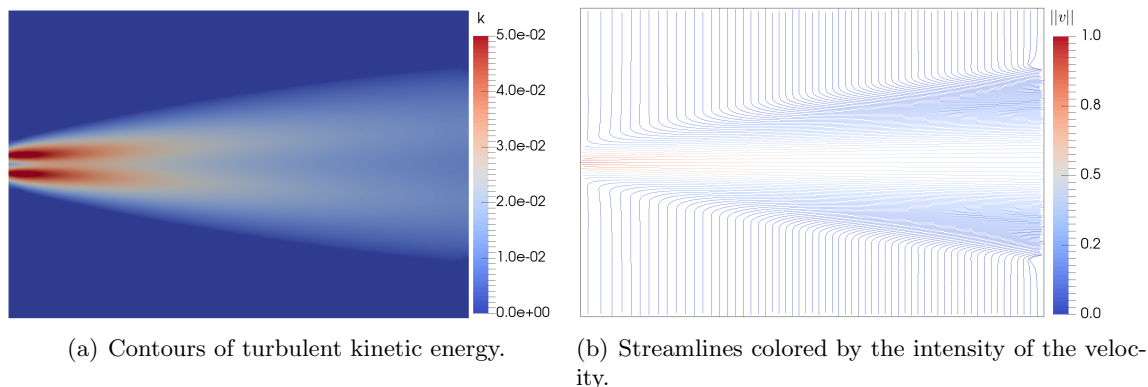 k
5.0e-02
4.0e-02
3.0e-02
2.0e-02
1.0e-02
0.0e+00
||v||
1.0
0.8
0.5
0.2
0.0
(a) Contours of turbulent kinetic energy.
(b) Streamlines colored by the intensity of the veloc-
ity.